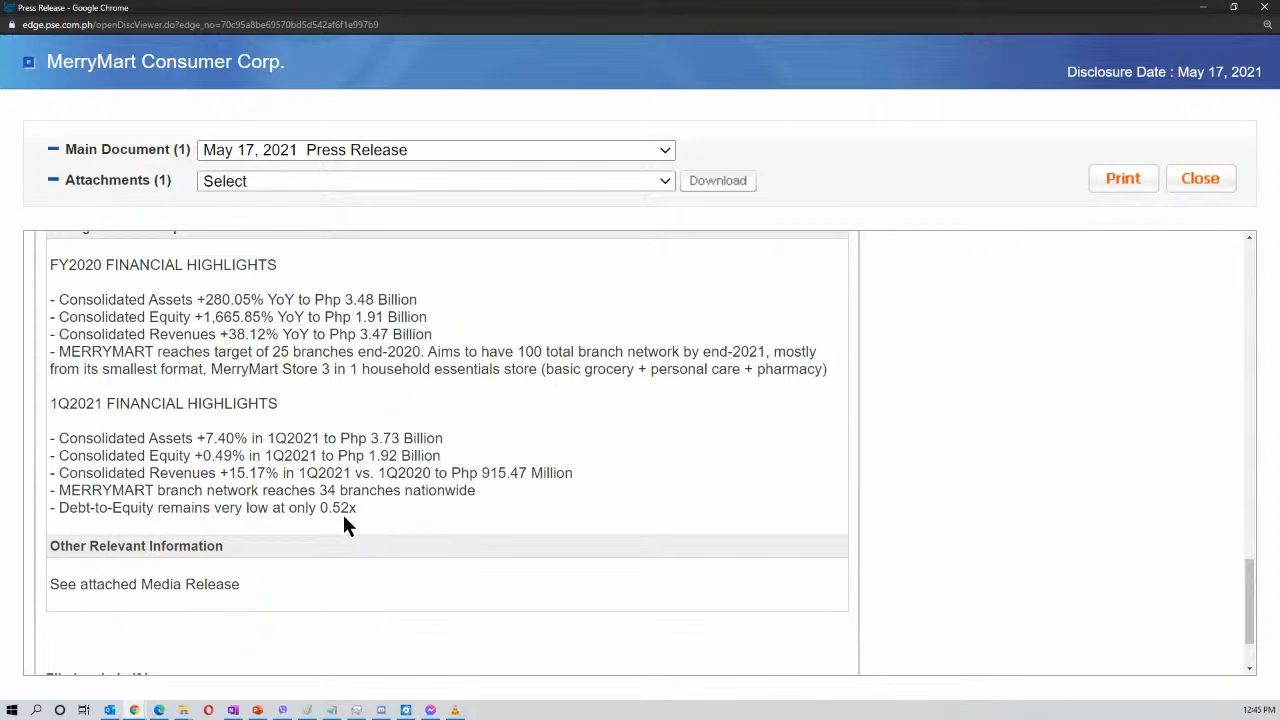 Press Release - Google Chrome
edge.pse.com.ph/openDiscViewer.do?edge_no=70c95a8be69570bd5d542af6f1e997b9
MerryMart Consumer Corp.
Disclosure Date : May 17, 2021
Main Document (1) May 17, 2021 Press Release
Attachments (1) Select Download
Print Close
FY2020 FINANCIAL HIGHLIGHTS
- Consolidated Assets +280.05% YoY to Php 3.48 Billion
- Consolidated Equity +1,665.85% YoY to Php 1.91 Billion
- Consolidated Revenues +38.12% YoY to Php 3.47 Billion
- MERRYMART reaches target of 25 branches end-2020. Aims to have 100 total branch network by end-2021, mostly
from its smallest format, MerryMart Store 3 in 1 household essentials store (basic grocery + personal care + pharmacy)
1Q2021 FINANCIAL HIGHLIGHTS
- Consolidated Assets +7.40% in 1Q2021 to Php 3.73 Billion
- Consolidated Equity +0.49% in 1Q2021 to Php 1.92 Billion
- Consolidated Revenues +15.17% in 1Q2021 vs. 1Q2020 to Php 915.47 Million
- MERRYMART branch network reaches 34 branches nationwide
- Debt-to-Equity remains very low at only 0.52x
Other Relevant Information
See attached Media Release
12:45 PM